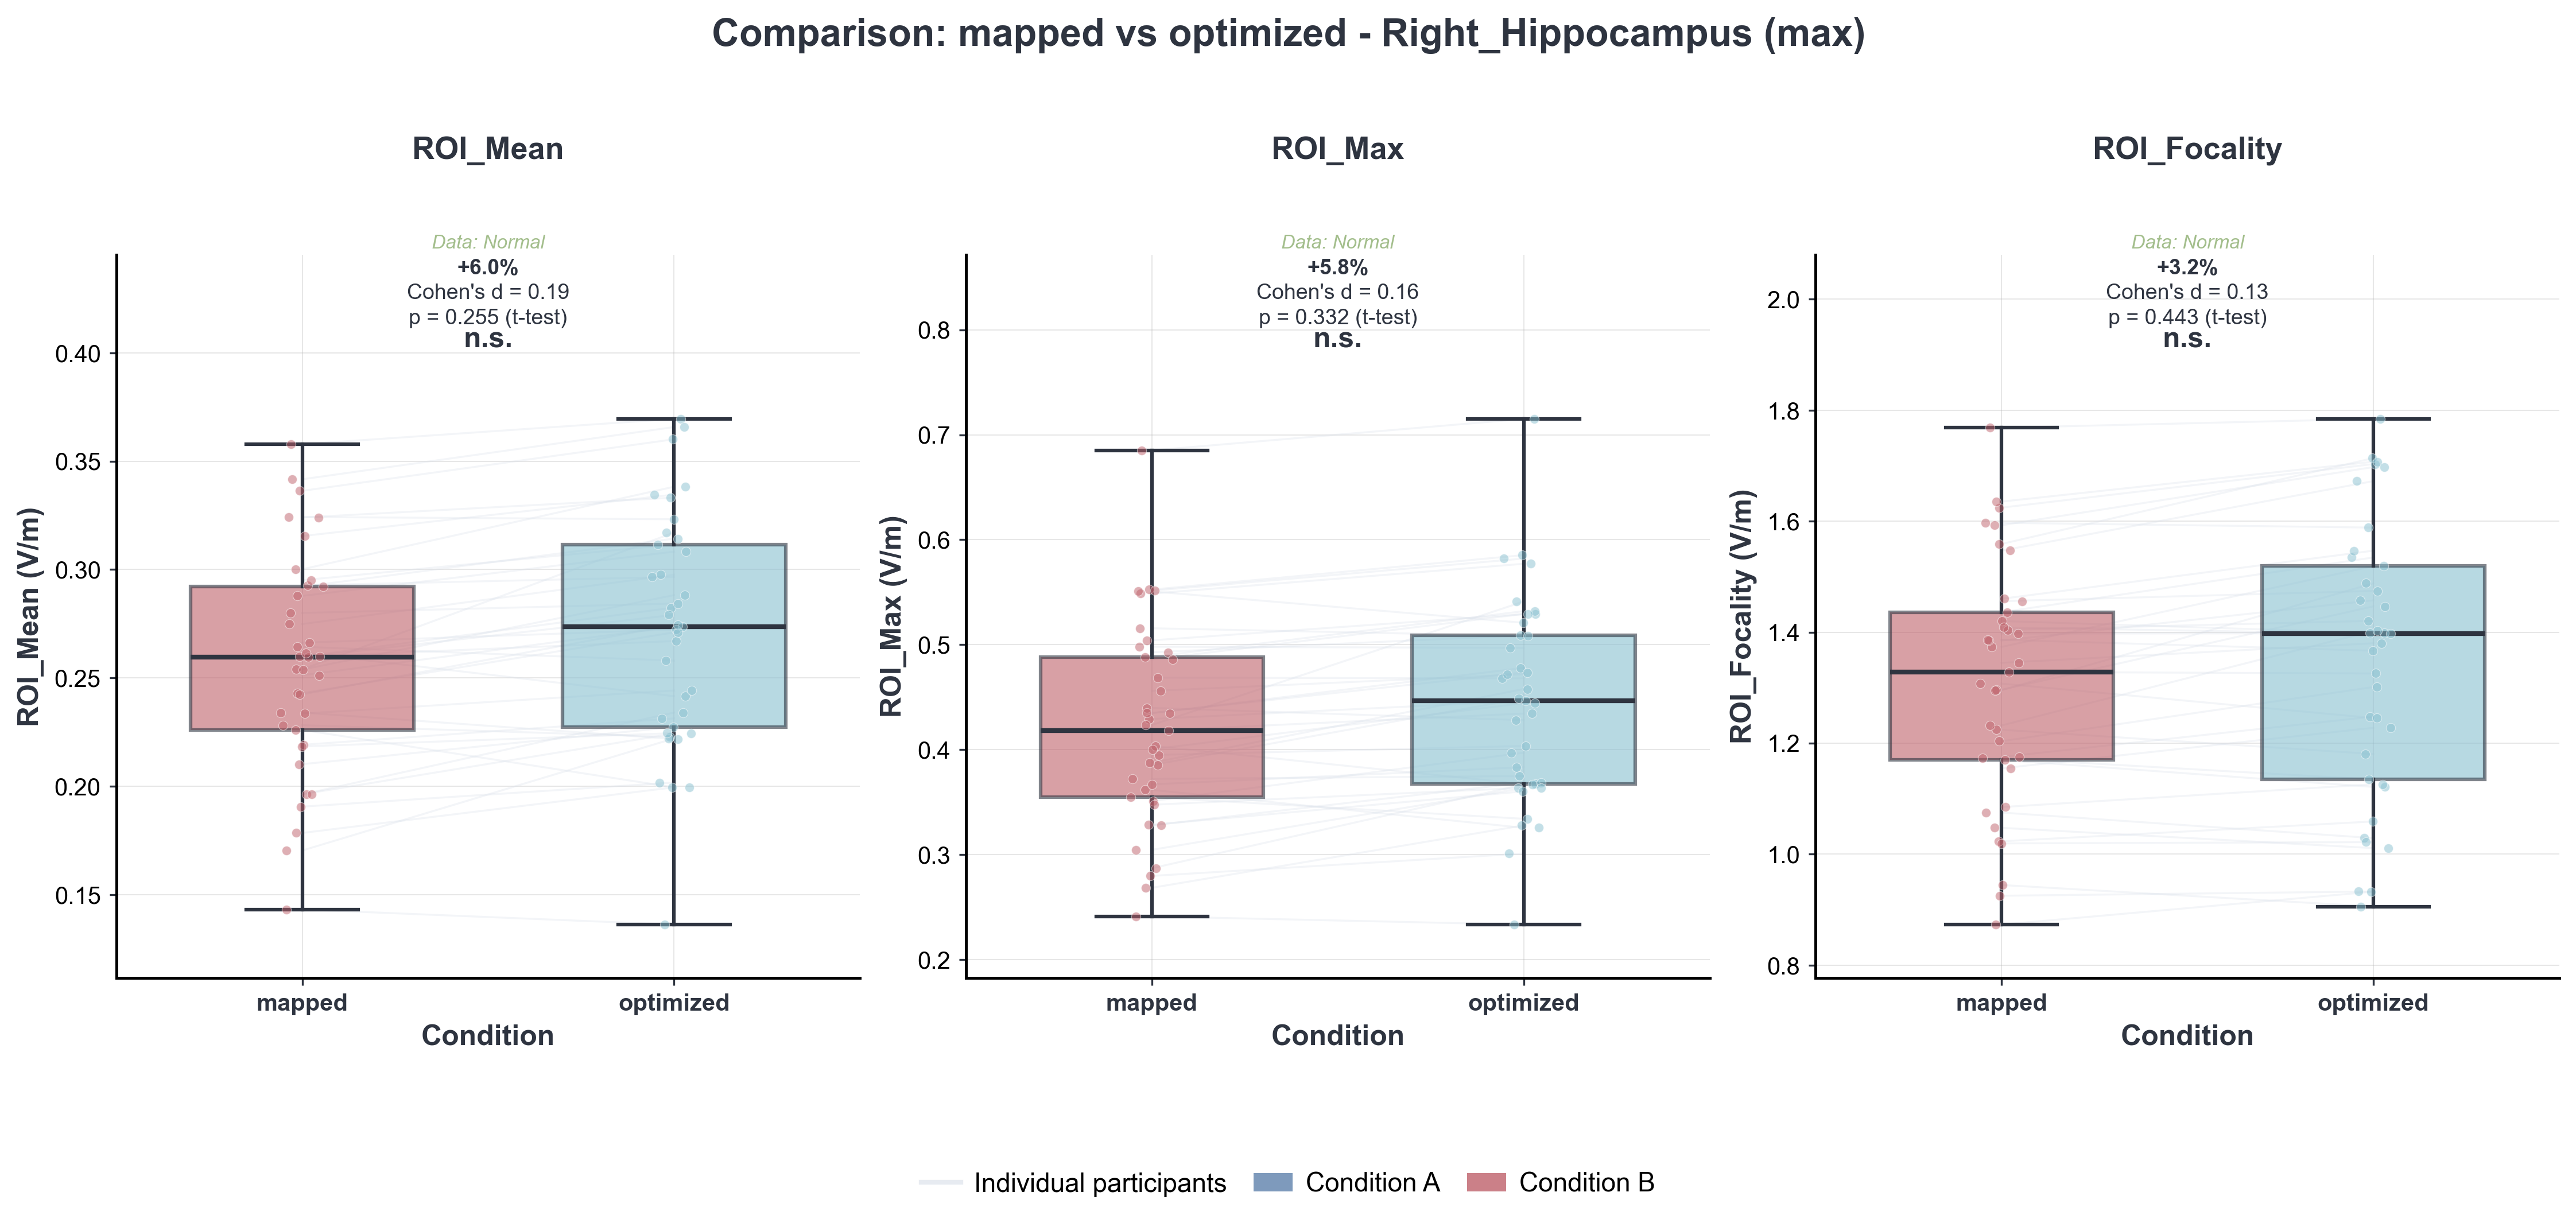 Comparison: mapped vs optimized - Right_Hippocampus (max)
ROI_Mean
Data: Normal
+6.0%
Cohen's d = 0.19
p = 0.255 (t-test)
n.s.
ROI_Mean (V/m)
0.40
0.35
0.30
0.25
0.20
0.15
mapped
optimized
Condition
ROI_Max
Data: Normal
+5.8%
Cohen's d = 0.16
p = 0.332 (t-test)
n.s.
ROI_Max (V/m)
0.8
0.7
0.6
0.5
0.4
0.3
0.2
mapped
optimized
Condition
ROI_Focality
Data: Normal
+3.2%
Cohen's d = 0.13
p = 0.443 (t-test)
n.s.
ROI_Focality (V/m)
2.0
1.8
1.6
1.4
1.2
1.0
0.8
mapped
optimized
Condition
Individual participants
Condition A
Condition B